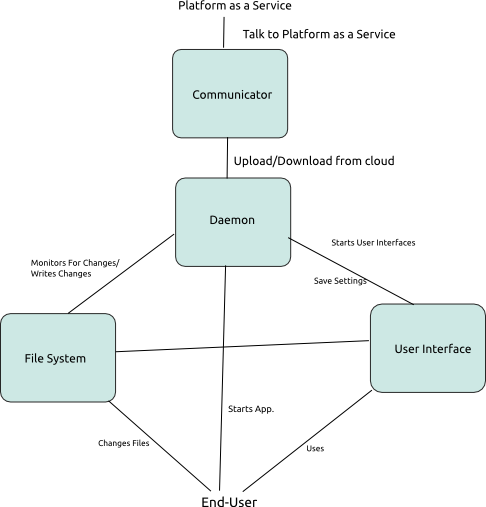 Platform as a Service
Talk to Platform as a Service
Communicator
Upload/Download from cloud
Daemon
Starts User Interfaces
Monitors For Changes/
Writes Changes
Save Settings
File System
User Interface
Starts App.
Changes Files
Uses
End-User